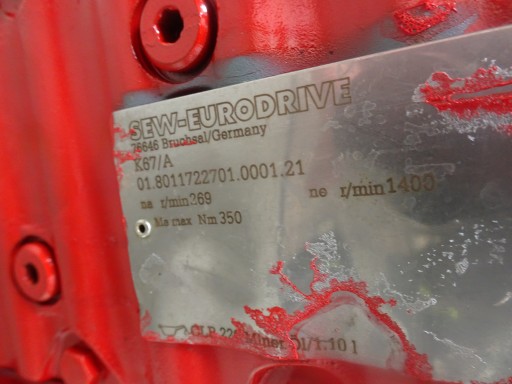 SEW-EURODRIVE
76646 Bruchsal/Germany
K67/A
01.8011722701.0001.21
na r/min 269 ne r/min 1400
Ma max Nm 350
CLP 220 Miner.öl/1.10 l